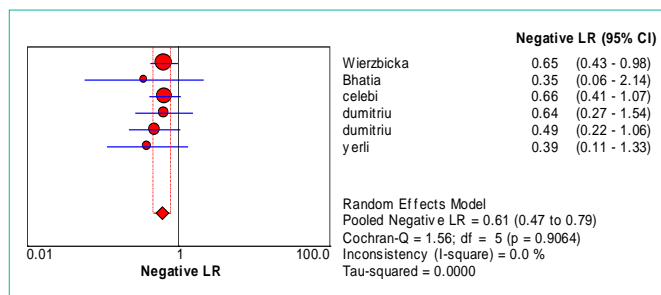 Negative LR (95% CI)
Wierzbicka 0.65 (0.43 - 0.98)
Bhatia 0.35 (0.06 - 2.14)
celebi 0.66 (0.41 - 1.07)
dumitriu 0.64 (0.27 - 1.54)
dumitriu 0.49 (0.22 - 1.06)
yerli 0.39 (0.11 - 1.33)
Random Effects Model
Pooled Negative LR = 0.61 (0.47 to 0.79)
Cochran-Q = 1.56; df = 5 (p = 0.9064)
Inconsistency (I-square) = 0.0 %
Tau-squared = 0.0000
0.01 1 100.0
Negative LR